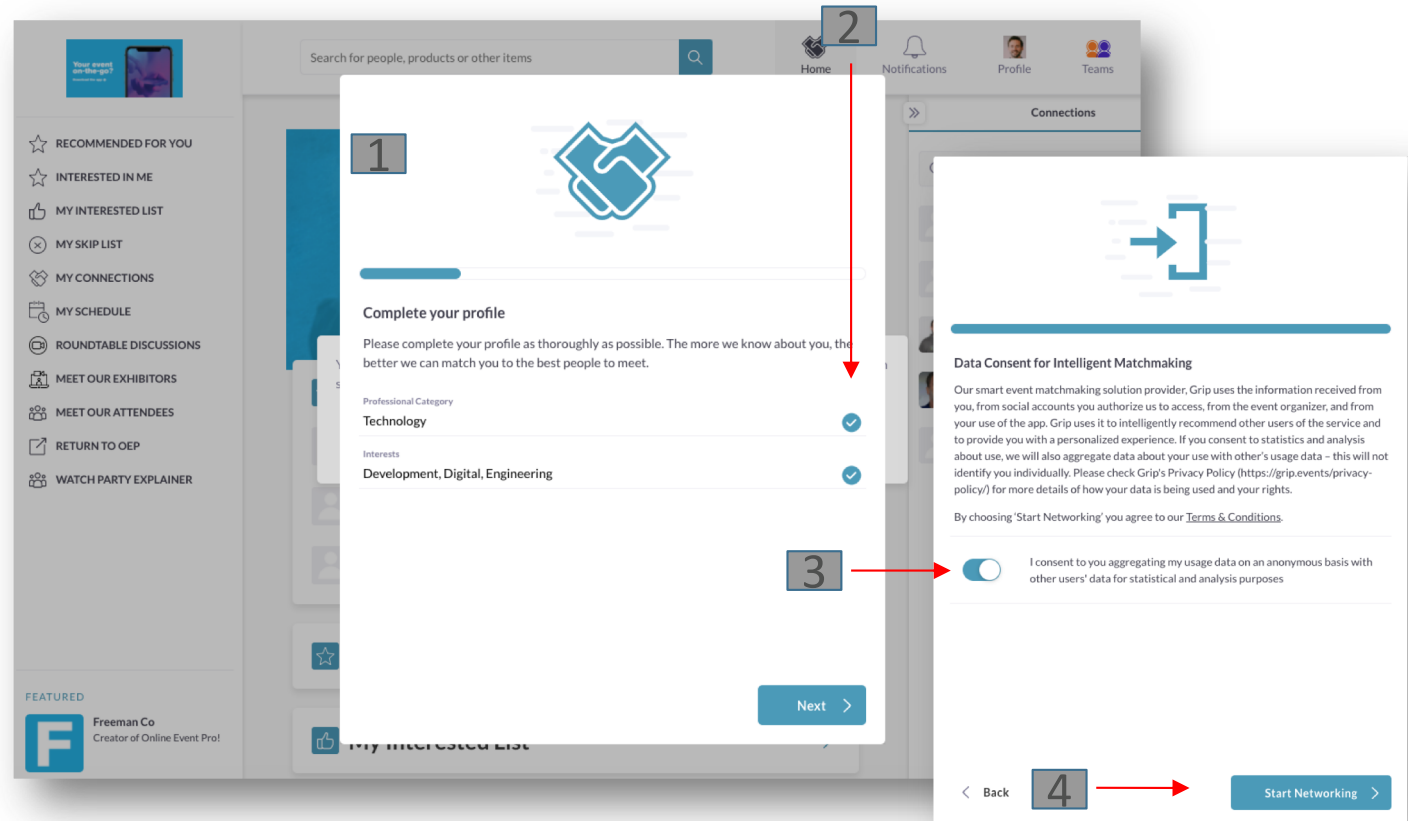 Your event
on-the-go?
Search for people, products or other items
2
Home
Notifications
Profile
Teams
Connections
RECOMMENDED FOR YOU
INTERESTED IN ME
MY INTERESTED LIST
MY SKIP LIST
MY CONNECTIONS
MY SCHEDULE
ROUNDTABLE DISCUSSIONS
MEET OUR EXHIBITORS
MEET OUR ATTENDEES
RETURN TO OEP
WATCH PARTY EXPLAINER
FEATURED
F
Freeman Co
Creator of Online Event Pro!
1
Complete your profile
Please complete your profile as thoroughly as possible. The more we know about you, the
better we can match you to the best people to meet.
Professional Category
Technology
Interests
Development, Digital, Engineering
3
Next
My Interested List
Data Consent for Intelligent Matchmaking
Our smart event matchmaking solution provider, Grip uses the information received from
you, from social accounts you authorize us to access, from the event organizer, and from
your use of the app. Grip uses it to intelligently recommend other users of the service and
to provide you with a personalized experience. If you consent to statistics and analysis
about use, we will also aggregate data about your use with other's usage data – this will not
identify you individually. Please check Grip's Privacy Policy (https://grip.events/privacy-
policy/) for more details of how your data is being used and your rights.
By choosing 'Start Networking' you agree to our Terms & Conditions.
I consent to you aggregating my usage data on an anonymous basis with
other users' data for statistical and analysis purposes
Back
4
Start Networking